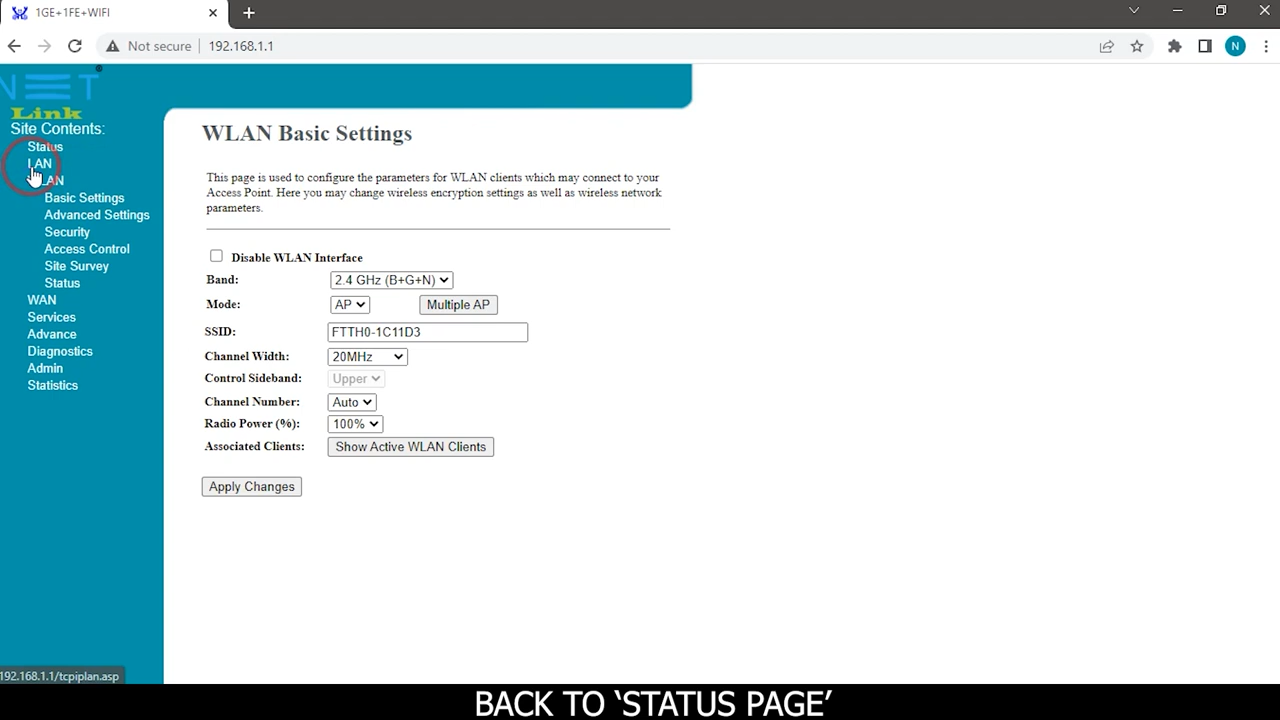 1GE+1FE+WIFI
Not secure
192.168.1.1
N
NET
Link
Site Contents:
Status
LAN
LAN
Basic Settings
Advanced Settings
Security
Access Control
Site Survey
Status
WAN
Services
Advance
Diagnostics
Admin
Statistics
WLAN Basic Settings
This page is used to configure the parameters for WLAN clients which may connect to your
Access Point. Here you may change wireless encryption settings as well as wireless network
parameters.
Disable WLAN Interface
Band: 2.4 GHz (B+G+N)
Mode: AP Multiple AP
SSID: FTTH0-1C11D3
Channel Width: 20MHz
Control Sideband: Upper
Channel Number: Auto
Radio Power (%): 100%
Associated Clients: Show Active WLAN Clients
Apply Changes
192.168.1.1/tcpiplan.asp
BACK TO ‘STATUS PAGE’